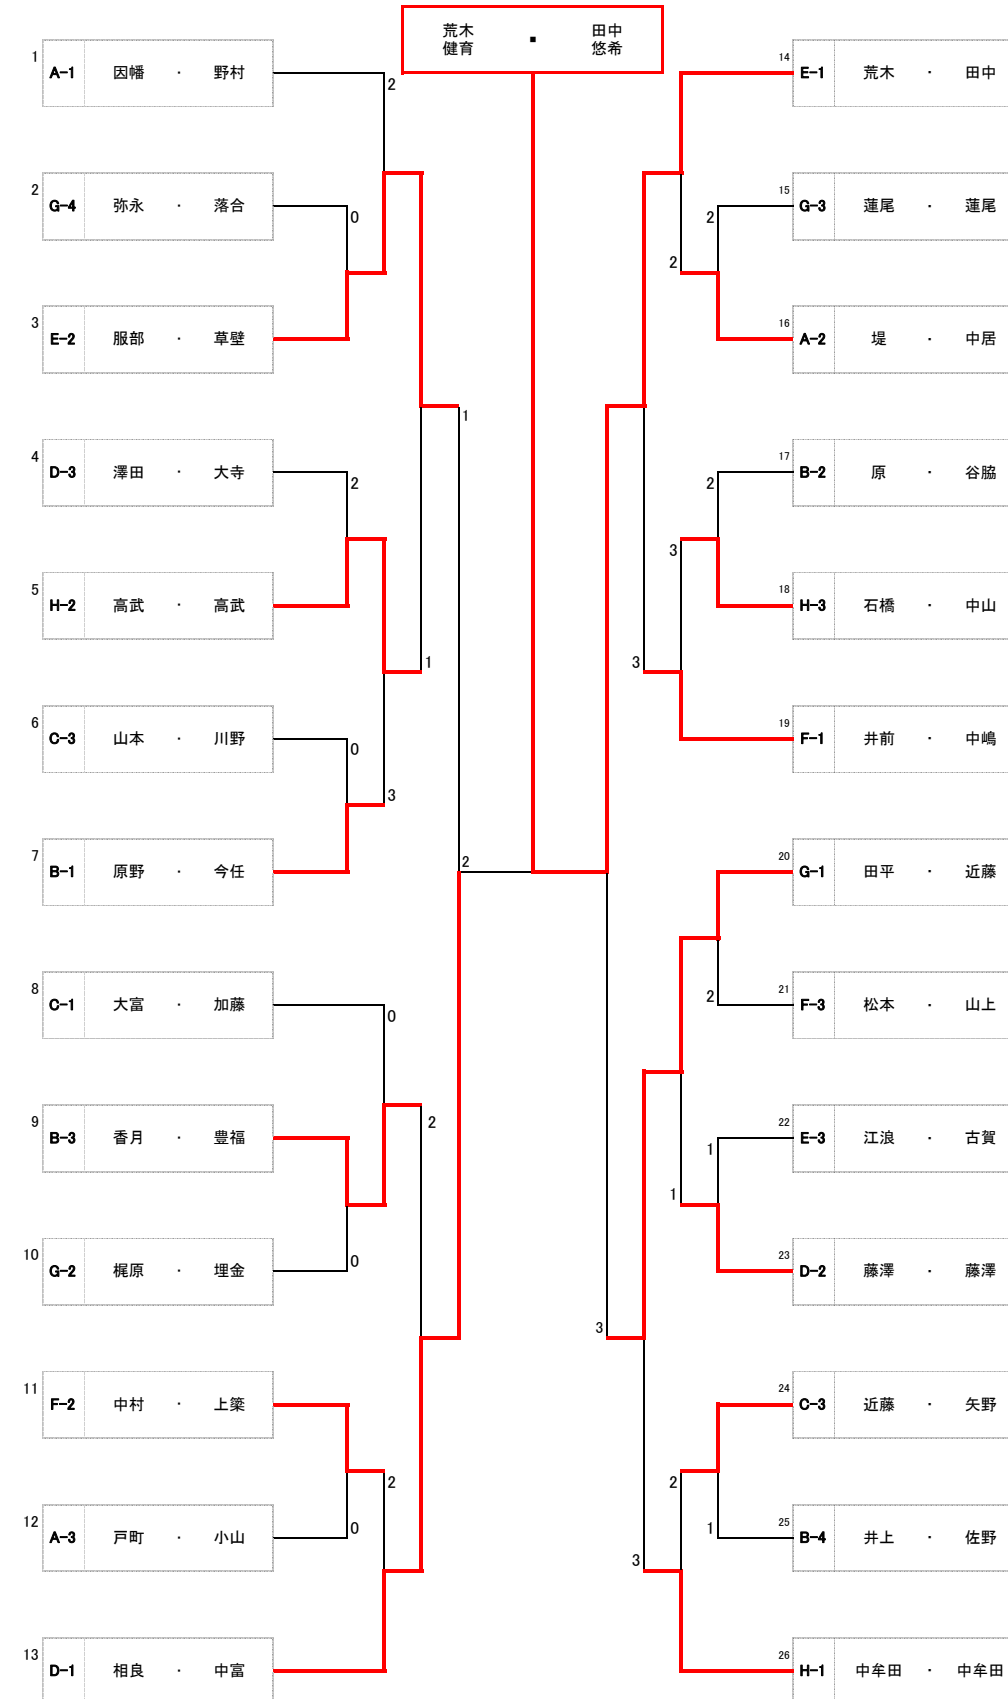 荒木 ・ 田中
健育 悠希
1 A-1 因幡 ・ 野村
2
2 G-4 弥永 ・ 落合
0
3 E-2 服部 ・ 草壁
1
4 D-3 澤田 ・ 大寺
2
5 H-2 高武 ・ 高武
1
6 C-3 山本 ・ 川野
0
3
7 B-1 原野 ・ 今任
2
8 C-1 大富 ・ 加藤
0
2
9 B-3 香月 ・ 豊福
10 G-2 梶原 ・ 埋金
0
11 F-2 中村 ・ 上築
2
12 A-3 戸町 ・ 小山
0
13 D-1 相良 ・ 中富
14 E-1 荒木 ・ 田中
15 G-3 蓮尾 ・ 蓮尾
2
2
16 A-2 堤 ・ 中居
17 B-2 原 ・ 谷脇
2
3
18 H-3 石橋 ・ 中山
3
19 F-1 井前 ・ 中嶋
20 G-1 田平 ・ 近藤
2
21 F-3 松本 ・ 山上
22 E-3 江浪 ・ 古賀
1
1
23 D-2 藤澤 ・ 藤澤
3
24 C-3 近藤 ・ 矢野
2
1
25 B-4 井上 ・ 佐野
3
26 H-1 中牟田 ・ 中牟田